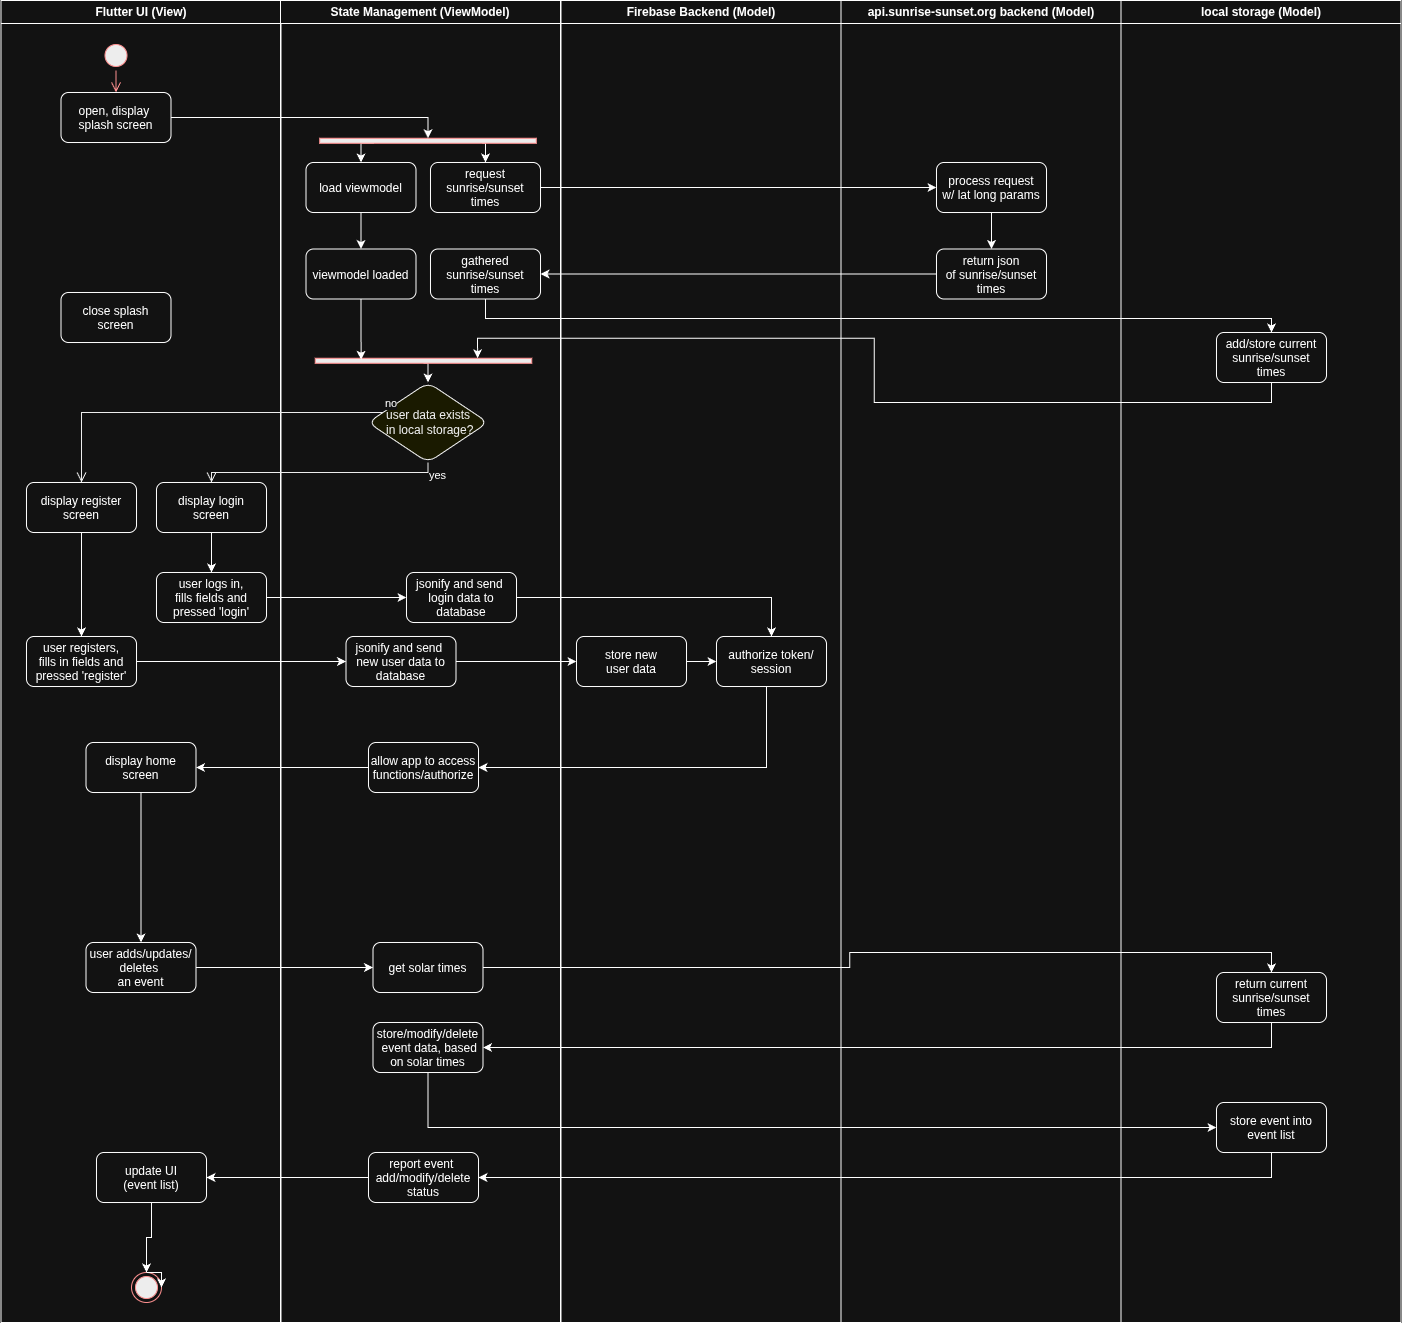 Flutter UI (View)
State Management (ViewModel)
Firebase Backend (Model)
api.sunrise-sunset.org backend (Model)
local storage (Model)
open, display
splash screen
load viewmodel
request
sunrise/sunset
times
process request
w/ lat long params
viewmodel loaded
gathered
sunrise/sunset
times
return json
of sunrise/sunset
times
close splash
screen
add/store current
sunrise/sunset
times
no
user data exists
in local storage?
yes
display register
screen
display login
screen
user logs in,
fills fields and
pressed 'login'
jsonify and send
login data to
database
user registers,
fills in fields and
pressed 'register'
jsonify and send
new user data to
database
store new
user data
authorize token/
session
display home
screen
allow app to access
functions/authorize
user adds/updates/
deletes
an event
get solar times
return current
sunrise/sunset
times
store/modify/delete
event data, based
on solar times
store event into
event list
update UI
(event list)
report event
add/modify/delete
status